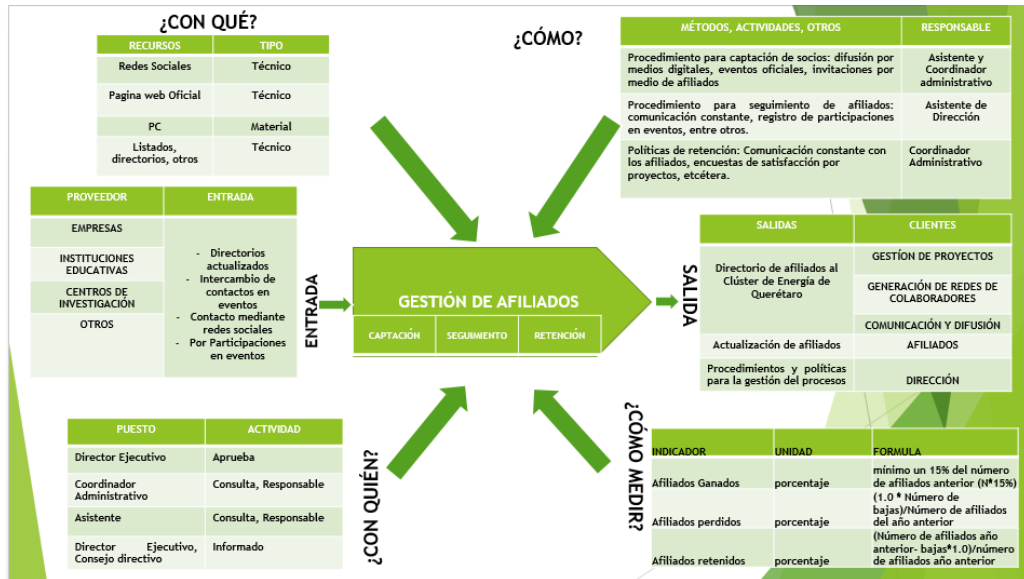 ¿CON QUÉ?
RECURSOS TIPO
Redes Sociales Técnico
Pagina web Oficial Técnico
PC Material
Listados, Técnico
directorios, otros
¿CÓMO?
MÉTODOS, ACTIVIDADES, OTROS RESPONSABLE
Procedimiento para captación de socios: difusión por
medios digitales, eventos oficiales, invitaciones por
medio de afiliados
Asistente y
Coordinador
administrativo
Procedimiento para seguimiento de afiliados:
comunicación constante, registro de participaciones
en eventos, entre otros.
Asistente de
Dirección
Políticas de retención: Comunicación constante con
los afiliados, encuestas de satisfacción por
proyectos, etcétera.
Coordinador
Administrativo
PROVEEDOR ENTRADA
EMPRESAS
INSTITUCIONES
EDUCATIVAS
CENTROS DE
INVESTIGACIÓN
OTROS
- Directorios
actualizados
- Intercambio de
contactos en
eventos
- Contacto mediante
redes sociales
- Por Participaciones
en eventos
ENTRADA
GESTIÓN DE AFILIADOS
CAPTACIÓN SEGUIMIENTO RETENCIÓN
SALIDA
SALIDAS CLIENTES
Directorio de afiliados al
Clúster de Energía de
Querétaro
GESTÍON DE PROYECTOS
GENERACIÓN DE REDES DE
COLABORADORES
COMUNICACIÓN Y DIFUSIÓN
Actualización de afiliados AFILIADOS
Procedimientos y políticas
para la gestión del procesos
DIRECCIÓN
PUESTO ACTIVIDAD
Director Ejecutivo Aprueba
Coordinador Consulta, Responsable
Administrativo
Asistente Consulta, Responsable
Director Ejecutivo, Informado
Consejo directivo
¿CON QUIÉN?
¿CÓMO MEDIR?
INDICADOR UNIDAD FORMULA
Afiliados Ganados porcentaje
mínimo un 15% del número
de afiliados anterior (N*15%)
Afiliados perdidos porcentaje
(1.0 * Número de
bajas)/Número de afiliados
del año anterior
Afiliados retenidos porcentaje
(Número de afiliados año
anterior- bajas*1.0)/número
de afiliados año anterior